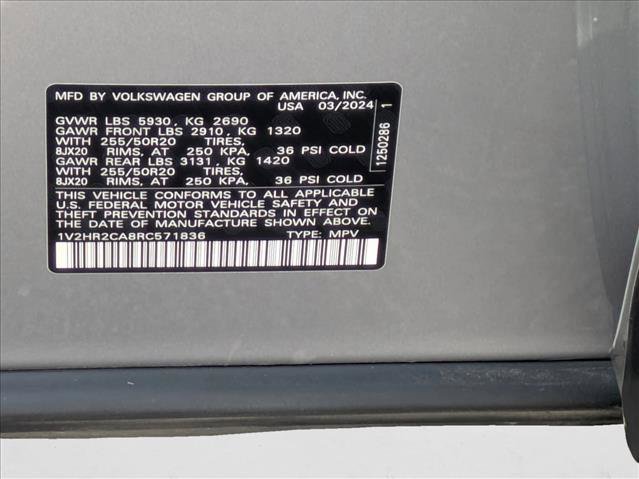 MFD BY VOLKSWAGEN GROUP OF AMERICA, INC.
USA 03/2024
GVWR LBS 5930, KG 2690
GAWR FRONT LBS 2910, KG 1320
WITH 255/50R20 TIRES,
8JX20 RIMS, AT 250 KPA, 36 PSI COLD
GAWR REAR LBS 3131, KG 1420
WITH 255/50R20 TIRES,
8JX20 RIMS, AT 250 KPA, 36 PSI COLD
THIS VEHICLE CONFORMS TO ALL APPLICABLE
U.S. FEDERAL MOTOR VEHICLE SAFETY AND
THEFT PREVENTION STANDARDS IN EFFECT ON
THE DATE OF MANUFACTURE SHOWN ABOVE.
1V2HR2CA8RC571836 TYPE: MPV
1250286 1